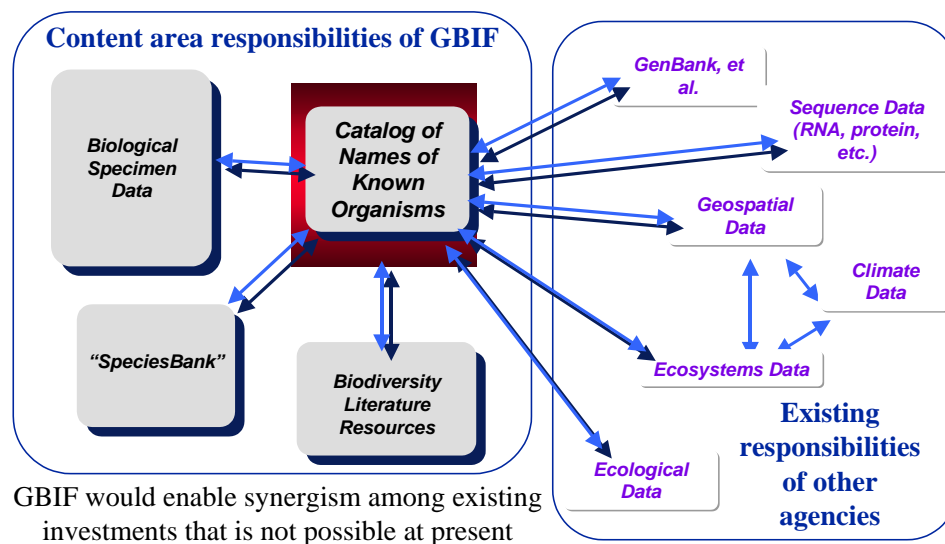 Content area responsibilities of GBIF
Biological
Specimen
Data
Catalog of
Names of
Known
Organisms
“SpeciesBank”
Biodiversity
Literature
Resources
GBIF would enable synergism among existing
investments that is not possible at present
GenBank, et
al.
Sequence Data
(RNA, protein,
etc.)
Geospatial
Data
Climate
Data
Ecosystems Data
Ecological
Data
Existing
responsibilities
of other
agencies